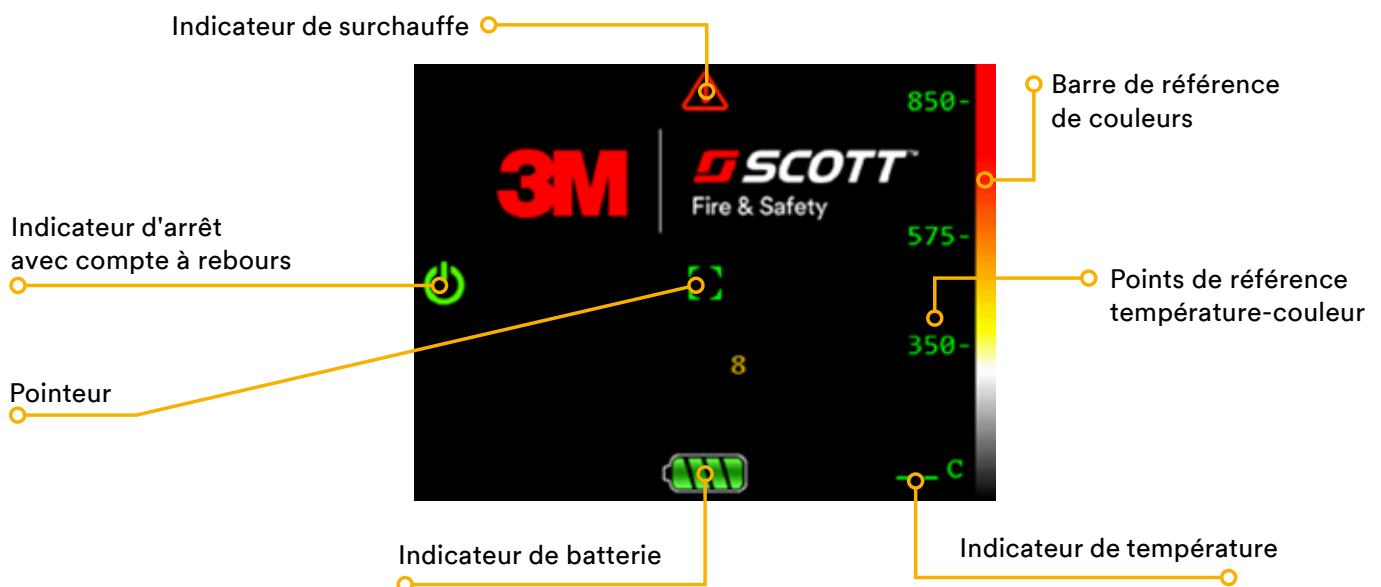 Indicateur de surchauffe
850-
Barre de référence
de couleurs
3M
SCOTT™
Fire & Safety
Indicateur d'arrêt
avec compte à rebours
575-
Points de référence
température-couleur
350-
8
Pointeur
--- C
Indicateur de batterie
Indicateur de température